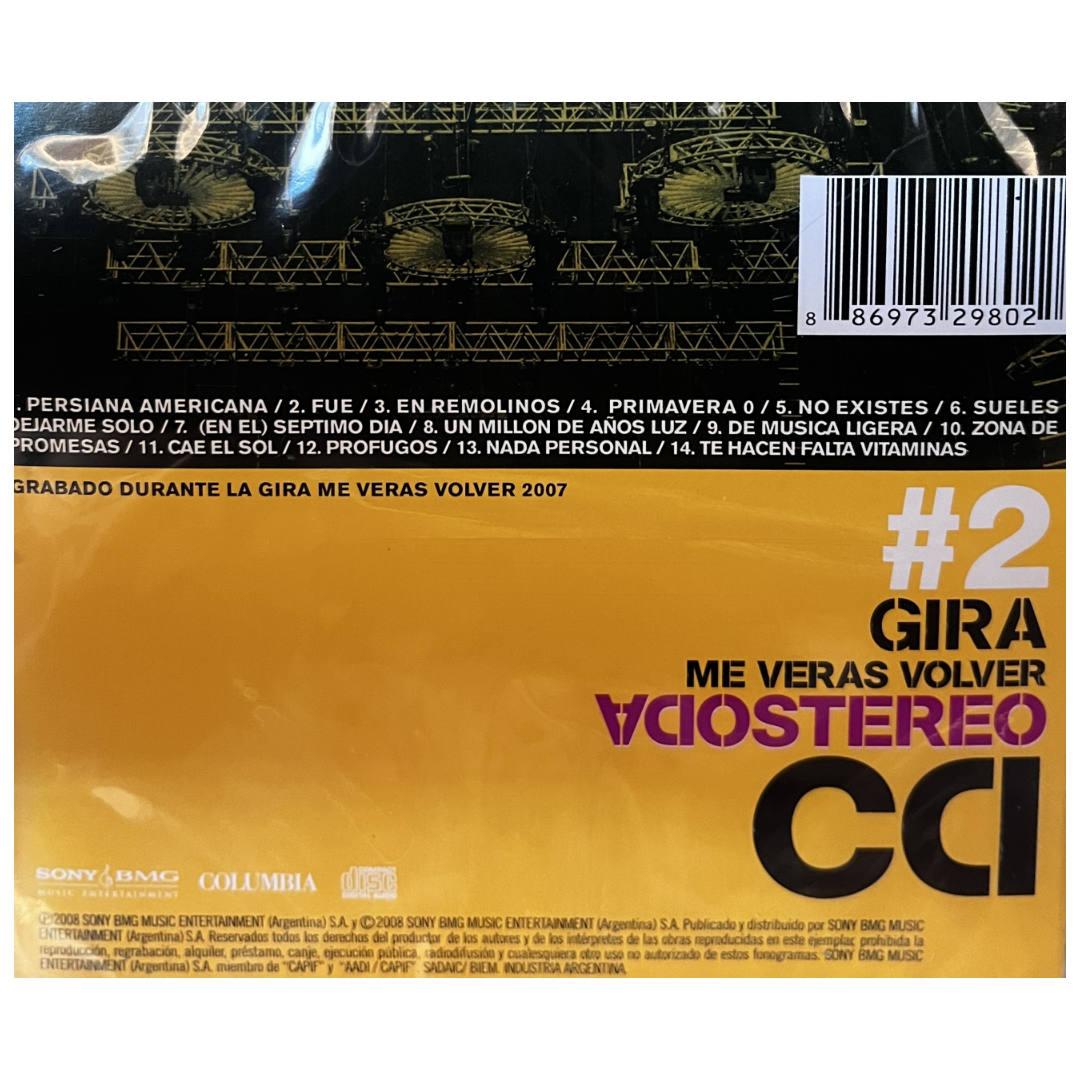 8 86973 29802
. PERSIANA AMERICANA / 2. FUE / 3. EN REMOLINOS / 4. PRIMAVERA 0 / 5. NO EXISTES / 6. SUELES
DEJARME SOLO / 7. (EN EL) SEPTIMO DIA / 8. UN MILLON DE AÑOS LUZ / 9. DE MUSICA LIGERA / 10. ZONA DE
PROMESAS / 11. CAE EL SOL / 12. PROFUGOS / 13. NADA PERSONAL / 14. TE HACEN FALTA VITAMINAS
GRABADO DURANTE LA GIRA ME VERAS VOLVER 2007
#2
GIRA
ME VERAS VOLVER
SODA STEREO
CD
SONY BMG
MUSIC ENTERTAINMENT
COLUMBIA
COMPACT
disc
DIGITAL AUDIO
Ⓟ2008 SONY BMG MUSIC ENTERTAINMENT (Argentina) S.A. y ©2008 SONY BMG MUSIC ENTERTAINMENT (Argentina) S.A. Publicado y distribuido por SONY BMG MUSIC
ENTERTAINMENT (Argentina) S.A. Reservados todos los derechos del productor de los autores y de los intérpretes de las obras reproducidas en este ejemplar, prohibida la
reproducción, regrabación, alquiler, préstamo, canje, ejecución pública, radiodifusión y cualesquiera otro uso no autorizado de estos fonogramas. SONY BMG MUSIC
ENTERTAINMENT (Argentina) S.A. miembro de "CAPIF" y "AADI / CAPIF". SADAIC/ BIEM. INDUSTRIA ARGENTINA.